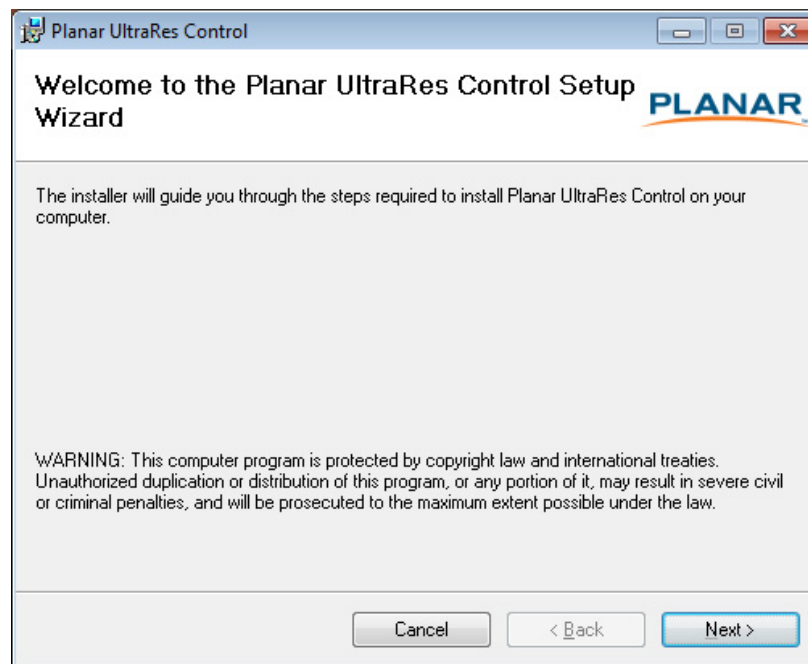 Planar UltraRes Control
Welcome to the Planar UltraRes Control Setup
Wizard
PLANAR
The installer will guide you through the steps required to install Planar UltraRes Control on your
computer.
WARNING: This computer program is protected by copyright law and international treaties.
Unauthorized duplication or distribution of this program, or any portion of it, may result in severe civil
or criminal penalties, and will be prosecuted to the maximum extent possible under the law.
Cancel
< Back
Next >